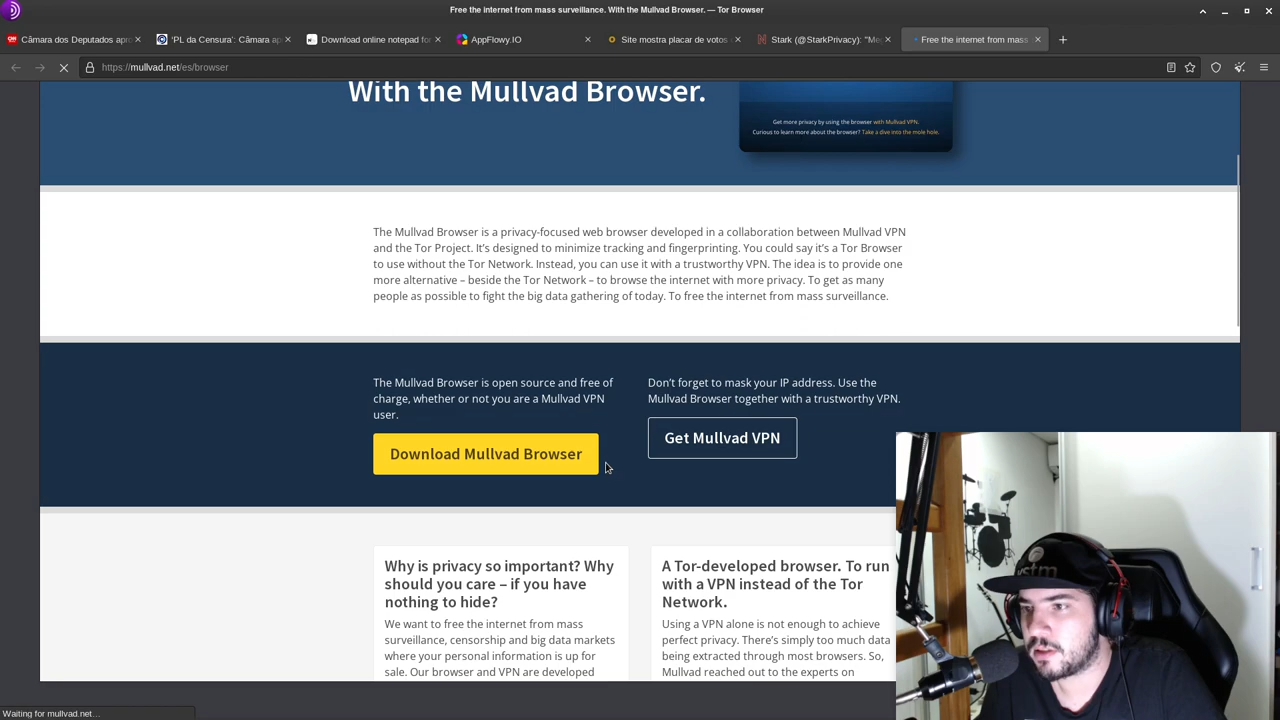 Free the internet from mass surveillance. With the Mullvad Browser. — Tor Browser
Câmara dos Deputados apro
'PL da Censura': Câmara ap
Download online notepad for
AppFlowy.IO
Site mostra placar de votos
Stark (@StarkPrivacy): "Me
Free the internet from mass
https://mullvad.net/es/browser
With the Mullvad Browser.
Get more privacy by using the browser with Mullvad VPN.
Curious to learn more about the browser? Take a dive into the mole hole.
The Mullvad Browser is a privacy-focused web browser developed in a collaboration between Mullvad VPN
and the Tor Project. It's designed to minimize tracking and fingerprinting. You could say it's a Tor Browser
to use without the Tor Network. Instead, you can use it with a trustworthy VPN. The idea is to provide one
more alternative – beside the Tor Network – to browse the internet with more privacy. To get as many
people as possible to fight the big data gathering of today. To free the internet from mass surveillance.
The Mullvad Browser is open source and free of
charge, whether or not you are a Mullvad VPN
user.
Download Mullvad Browser
Don't forget to mask your IP address. Use the
Mullvad Browser together with a trustworthy VPN.
Get Mullvad VPN
Why is privacy so important? Why
should you care – if you have
nothing to hide?
We want to free the internet from mass
surveillance, censorship and big data markets
where your personal information is up for
sale. Our browser and VPN are developed
A Tor-developed browser. To run
with a VPN instead of the Tor
Network.
Using a VPN alone is not enough to achieve
perfect privacy. There's simply too much data
being extracted through most browsers. So,
Mullvad reached out to the experts on
Waiting for mullvad.net…